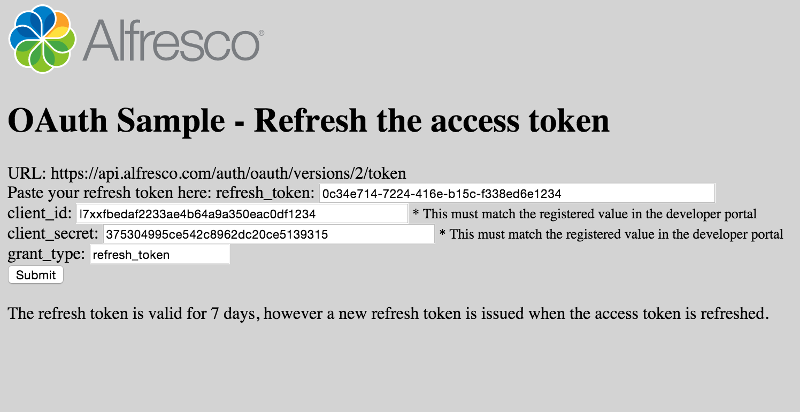 Alfresco®
OAuth Sample - Refresh the access token
URL: https://api.alfresco.com/auth/oauth/versions/2/token
Paste your refresh token here: refresh_token: 0c34e714-7224-416e-b15c-f338ed6e1234
client_id: l7xxfbedaf2233ae4b64a9a350eac0df1234 * This must match the registered value in the developer portal
client_secret: 375304995ce542c8962dc20ce5139315 * This must match the registered value in the developer portal
grant_type: refresh_token
Submit
The refresh token is valid for 7 days, however a new refresh token is issued when the access token is refreshed.